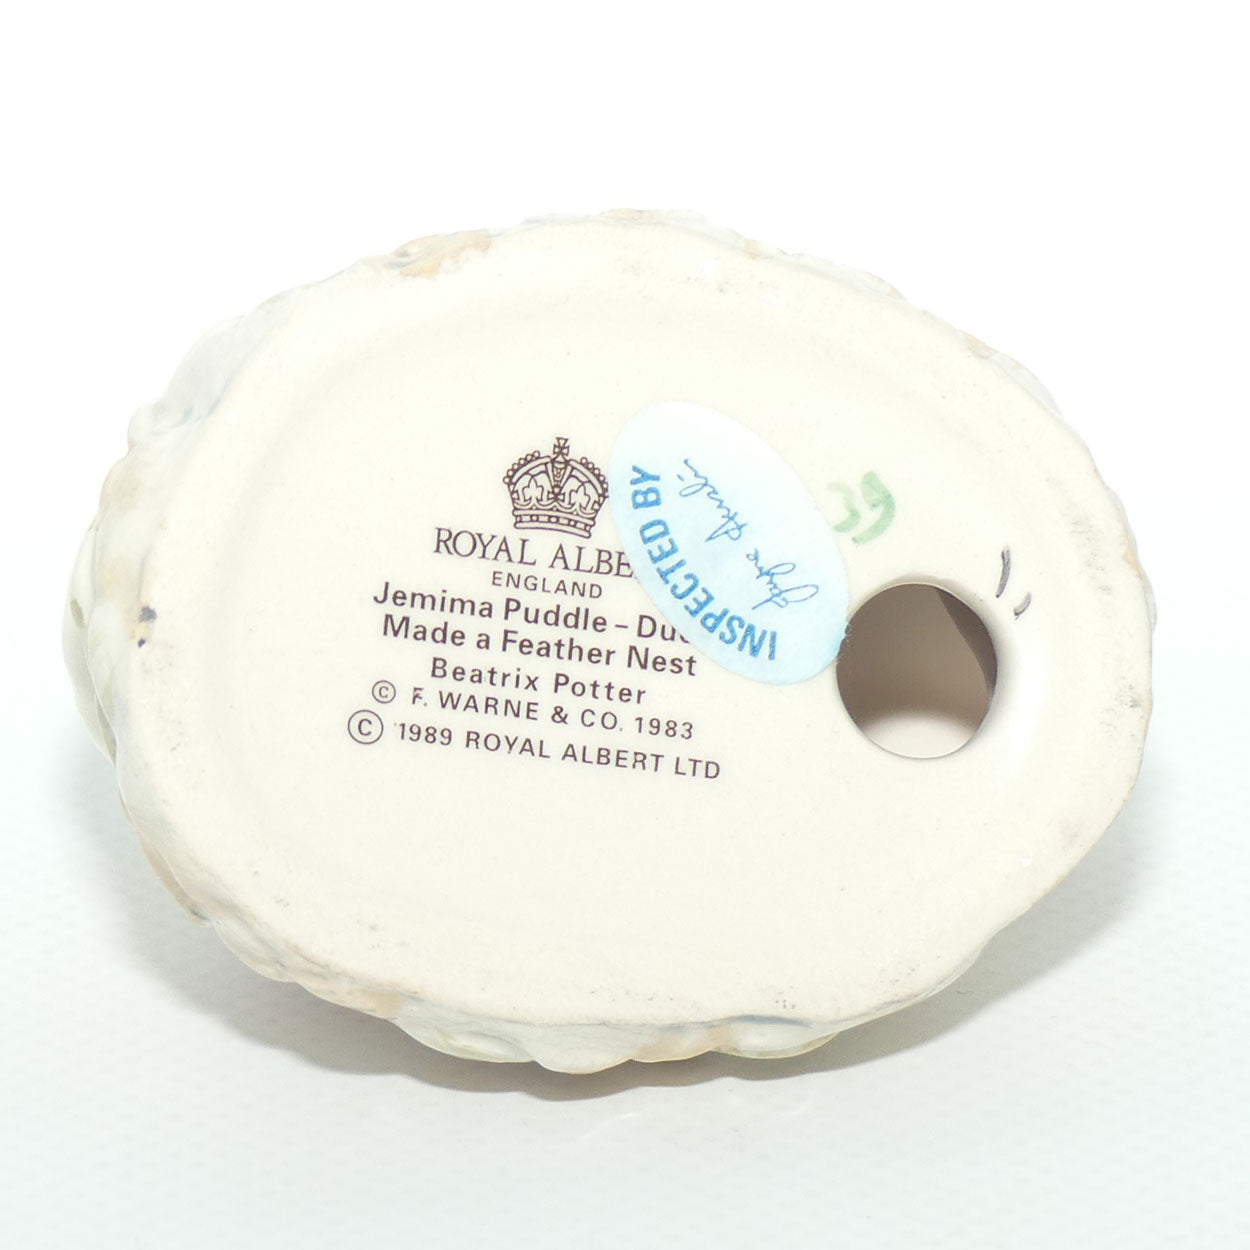 ROYAL ALBE
ENGLAND
Jemima Puddle-Duc
Made a Feather Nest
Beatrix Potter
© F. WARNE & CO. 1983
© 1989 ROYAL ALBERT LTD
INSPECTED BY
39